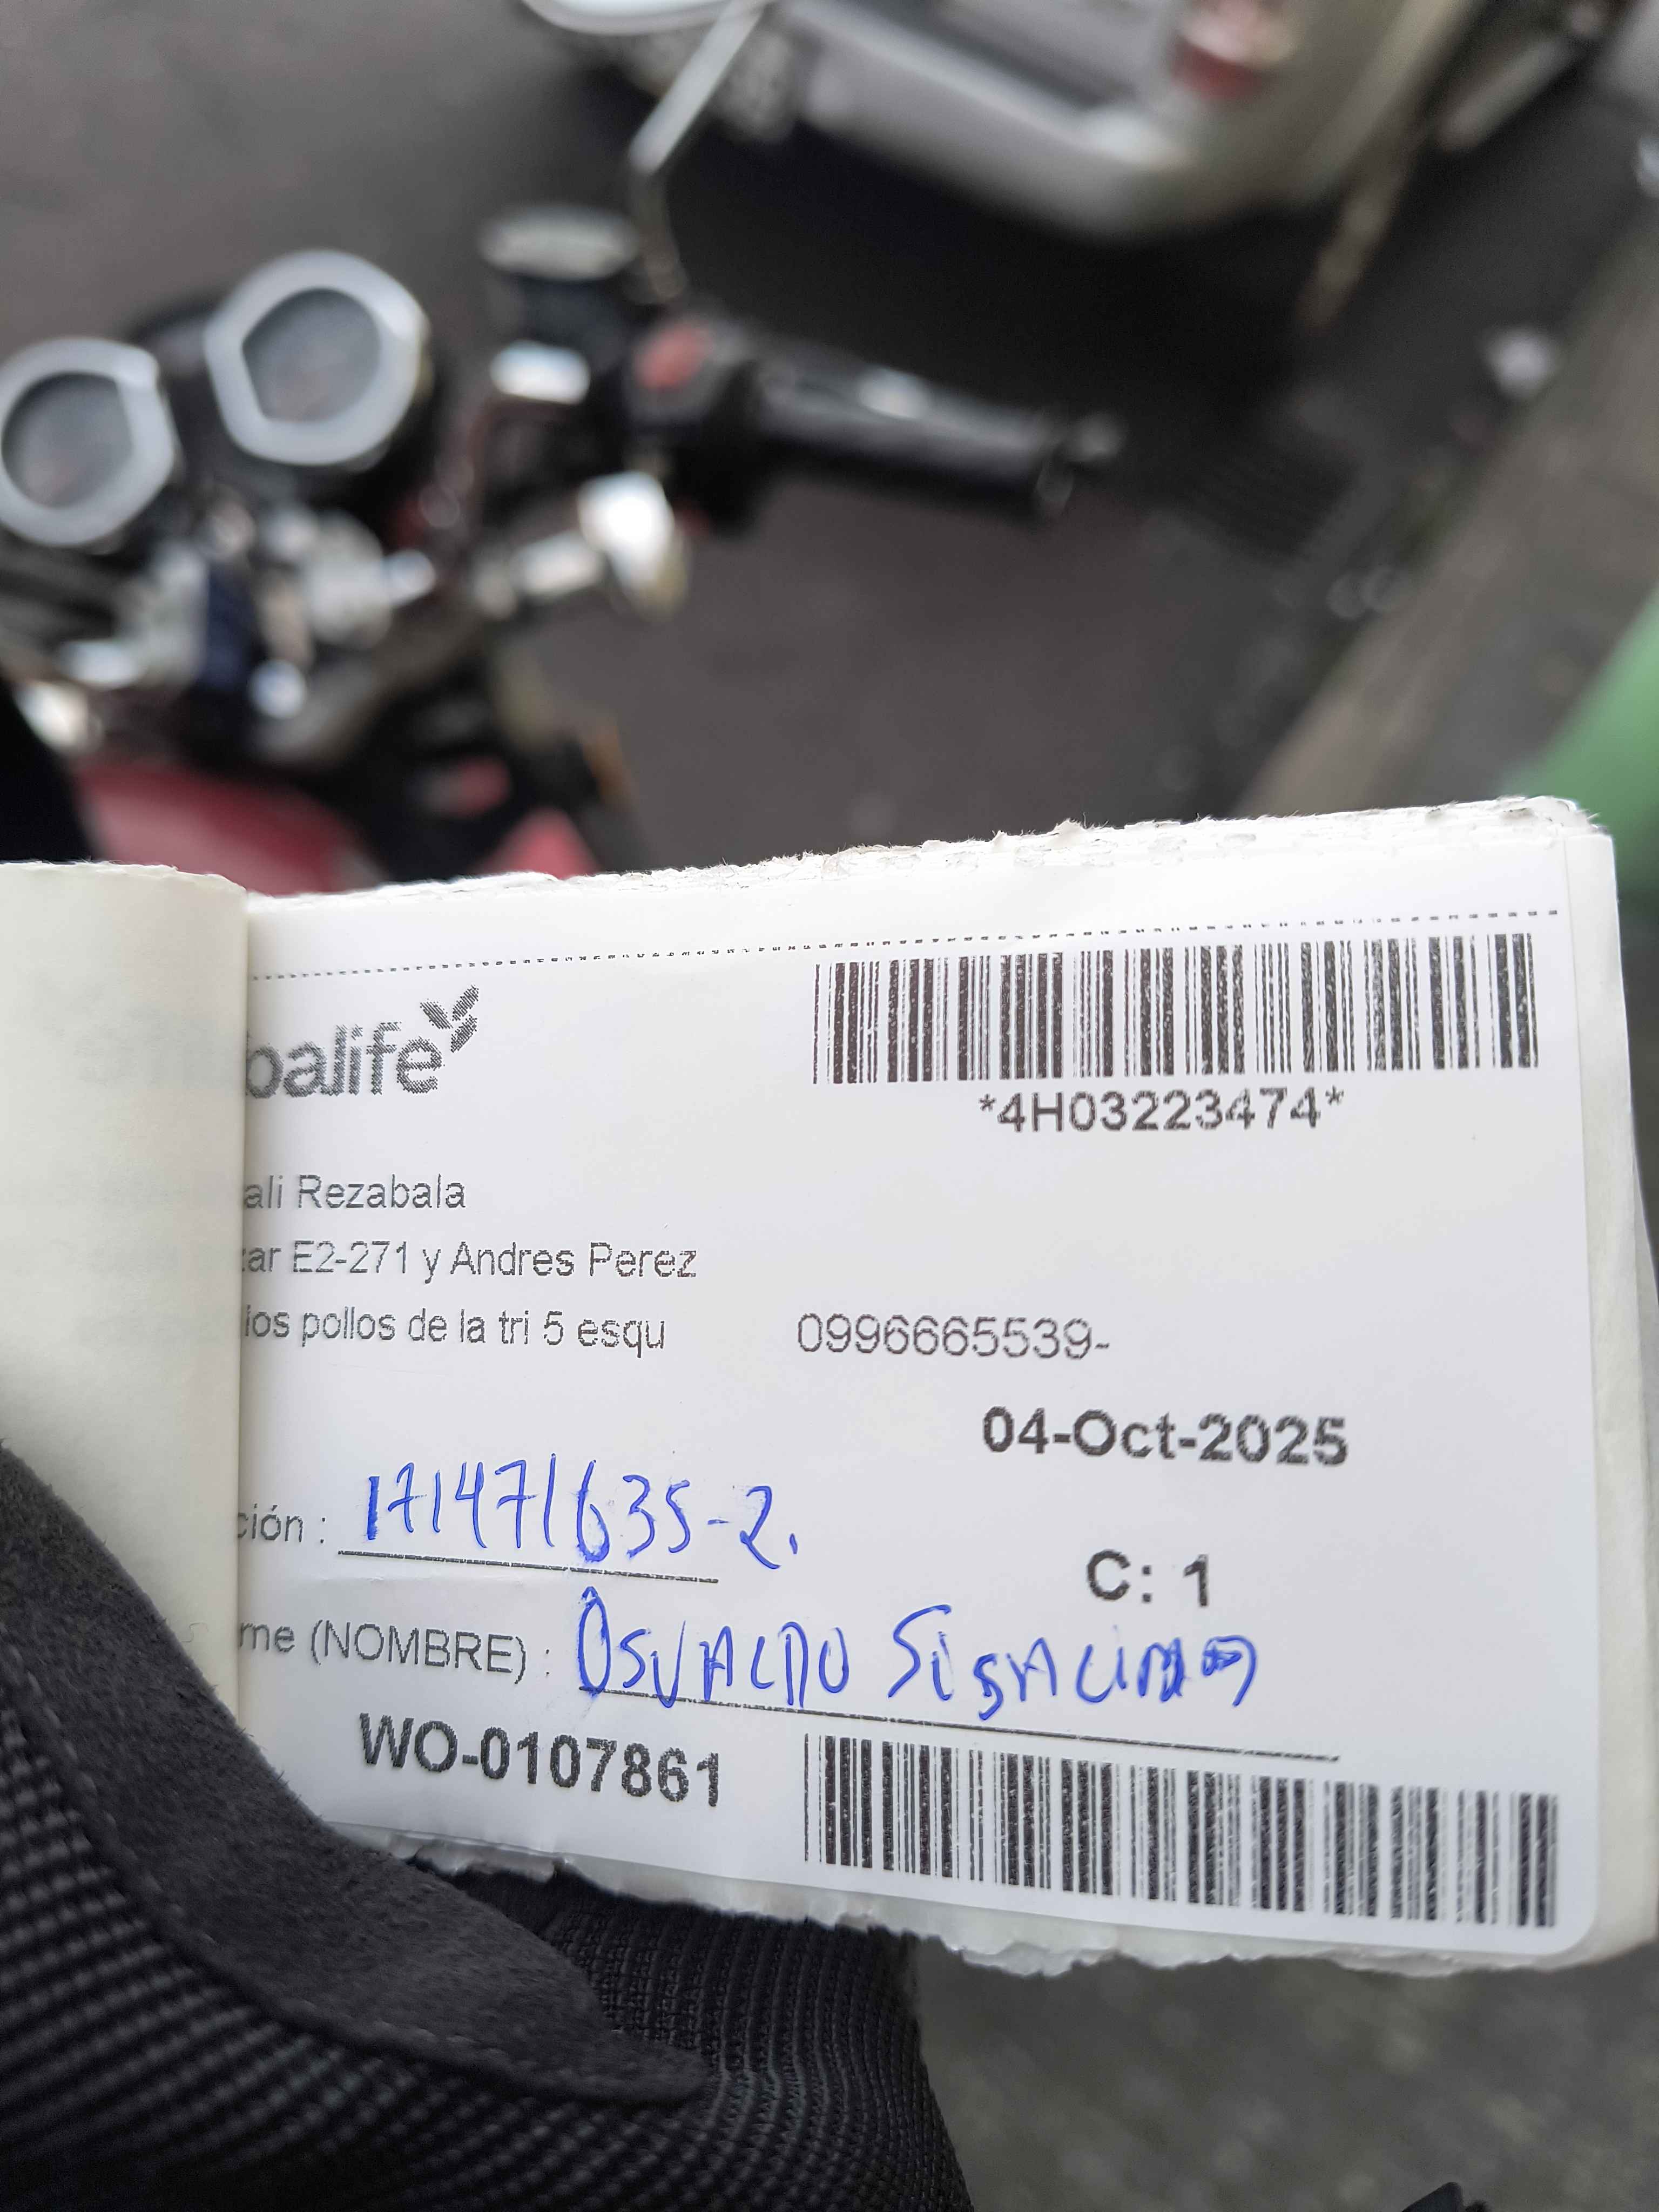 balife
*4H03223474*
ali Rezabala
zar E2-271 y Andres Perez
los pollos de la tri 5 esqu 0996665539-
04-Oct-2025
ción : 171471635-2.
C: 1
me (NOMBRE) : OSVALDO
WO-0107861